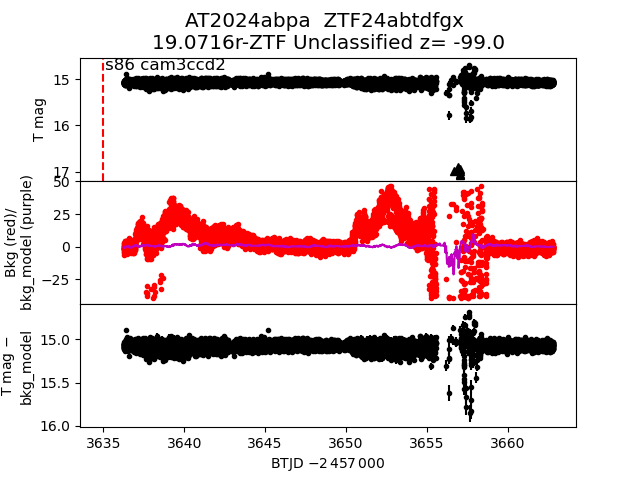 AT2024abpa  ZTF24abtdfgx
19.0716r-ZTF Unclassified z= -99.0
s86 cam3ccd2
15
16
17
T mag
50
25
0
−25
Bkg (red)/
bkg_model (purple)
15.0
15.5
16.0
T mag −
bkg_model
3635 3640 3645 3650 3655 3660
BTJD −2 457 000